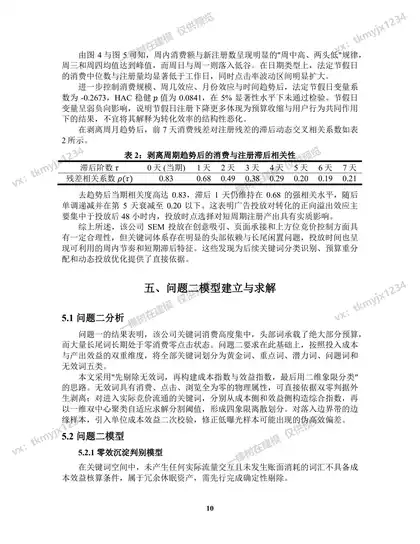 由图 4 与图 5 可知，周内消费额与新注册数呈现明显的"周中高、两头低"规律，
周三和周四均值达到峰值，而周日与周一则落入低谷。在日期类型上，法定节假日
的消费中位数与注册量均显著低于工作日，同时点击率波动区间明显扩大。
进一步控制消费规模、周几效应、月份效应与时间趋势后，法定节假日变量系
数为 -0.2673，HAC 稳健 p 值为 0.0841，在 5% 显著性水平下未通过检验。节假日
变量呈弱负向影响，说明节假日注册下降更多体现为预算收缩与用户行为共同作用
下的结果，不宜将其解释为转化效率的结构性恶化。
在剥离周月趋势后，前 7 天消费残差对注册残差的滞后动态交叉相关系数如表
2 所示。
表 2：剥离周期趋势后的消费与注册滞后相关性
滞后阶数 τ 0 天 (当期) 1 天 2 天 3 天 4 天 5 天 6 天 7 天
残差相关系数 ρ(τ) 0.83 0.68 0.49 0.38 0.29 0.20 0.19 0.21
去趋势后当期相关度高达 0.83，滞后 1 天仍维持在 0.68 的强相关水平，随后
单调递减并在第 5 天衰减至 0.20 以下。这表明广告投放对转化的正向溢出效应主
要集中于投放后 48 小时内，投放时点选择对短周期注册产出具有实质影响。
综上所述，该公司 SEM 投放在创意吸引、页面承接和上方位竞价控制方面具
有一定合理性，但关键词体系存在明显的头部依赖与长尾闲置问题，投放时间也呈
现可利用的周内节奏和短期滞后特征。这些发现为后续关键词分类识别、预算重分
配和动态投放优化提供了直接依据。
五、问题二模型建立与求解
5.1 问题二分析
问题一的结果表明，该公司关键词消费高度集中，头部词承载了绝大部分预算，
而大量长尾词长期处于零消费零点击状态。问题二要求在此基础上，按照投入成本
与产出效益的双重维度，将全部关键词划分为黄金词、重点词、潜力词、问题词和
无效词五类。
本文采用"先剔除无效词，再构建成本指数与效益指数，最后用二维象限分类"
的思路。无效词具有消费、点击、浏览全为零的物理属性，可直接依据双零判据外
生剥离；对进入实际竞价流通的关键词，分别从成本侧和效益侧构造综合指数，再
以一维双中心聚类自适应求解分割阈值，形成四象限离散划分。对落入边界带的边
缘样本，引入单位成本效益二次校验，修正低曝光样本可能出现的伪高效偏差。
5.2 问题二模型
5.2.1 零效沉淀判别模型
在关键词空间中，未产生任何实际流量交互且未发生账面消耗的词汇不具备成
本效益核算条件，属于冗余休眠资产，需先行完成确定性剔除。
10
vx: tkmyjx1234